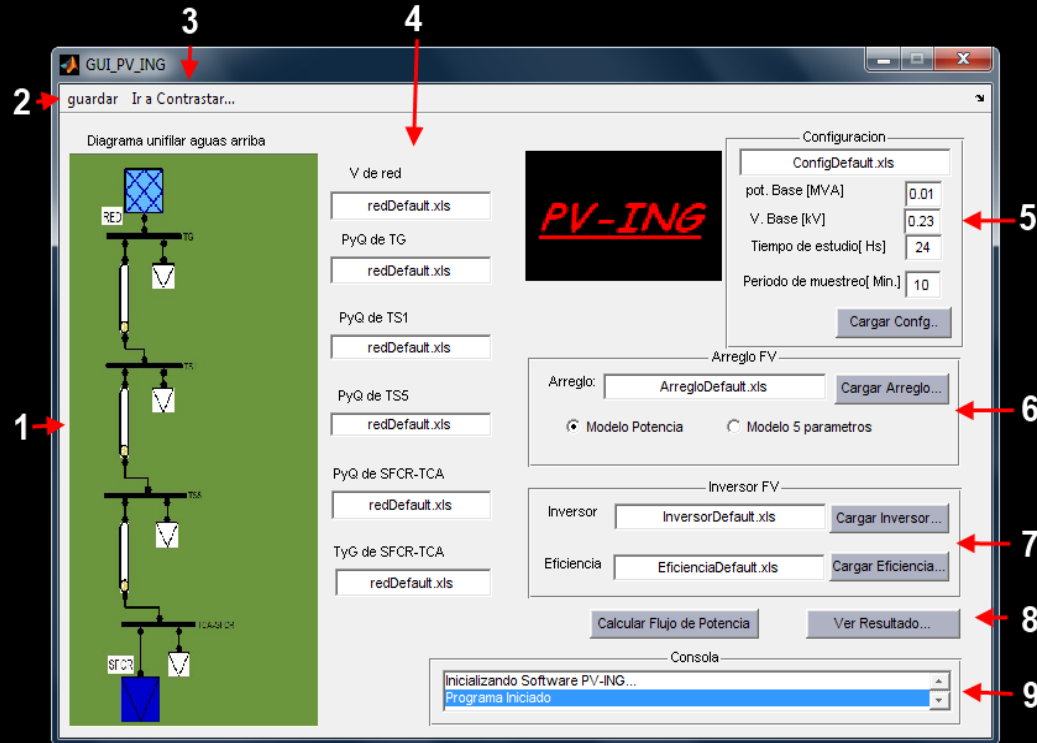 3
4
GUI_PV_ING
2
guardar Ir a Contrastar...
Diagrama unifilar aguas arriba
RED
TG
TS1
TS5
TCA-SFCR
SFCR
1
V de red
redDefault.xls
PyQ de TG
redDefault.xls
PyQ de TS1
redDefault.xls
PyQ de TS5
redDefault.xls
PyQ de SFCR-TCA
redDefault.xls
TyG de SFCR-TCA
redDefault.xls
PV-ING
Configuracion
ConfigDefault.xls
pot. Base [MVA] 0.01
V. Base [kV] 0.23
Tiempo de estudio[ Hs] 24
Periodo de muestreo[ Min.] 10
Cargar Confg..
5
Arreglo FV
Arreglo: ArregloDefault.xls Cargar Arreglo...
Modelo Potencia Modelo 5 parametros
6
Inversor FV
Inversor InversorDefault.xls Cargar Inversor...
Eficiencia EficienciaDefault.xls Cargar Eficiencia...
7
Calcular Flujo de Potencia Ver Resultado...
8
Consola
Inicializando Software PV-ING...
Programa Iniciado
9